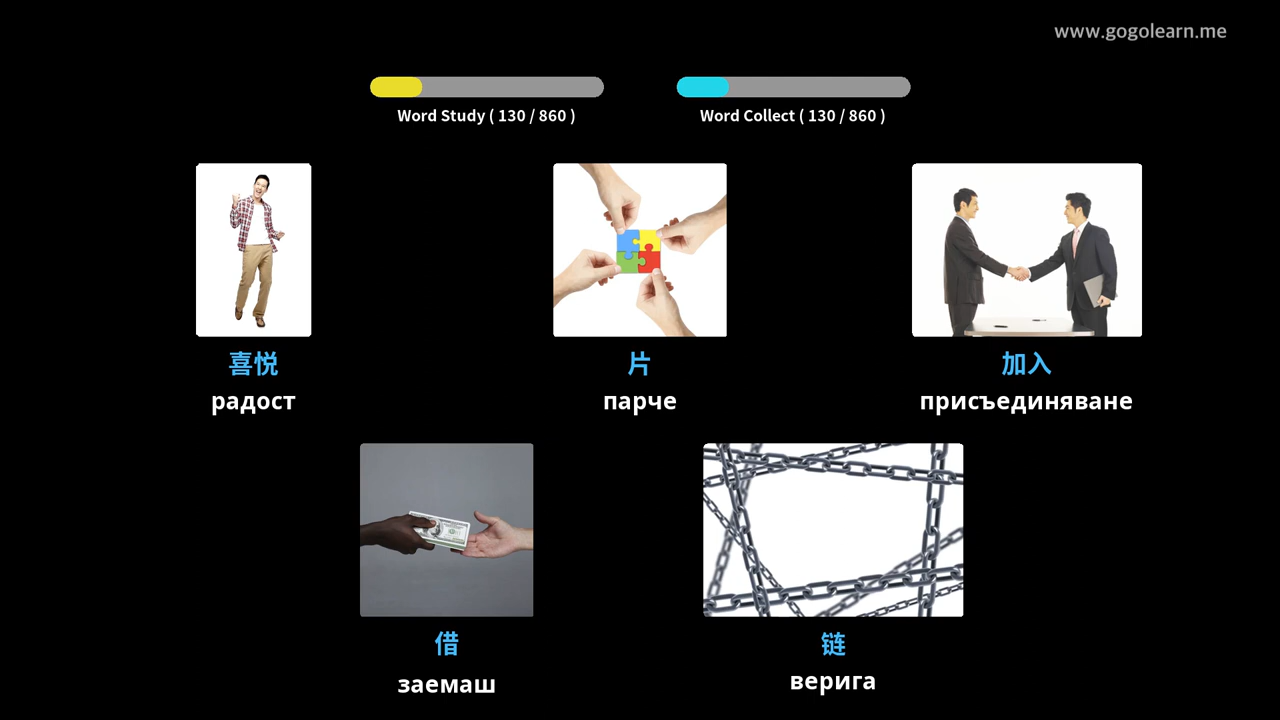 www.gogolearn.me
Word Study ( 130 / 860 )
Word Collect ( 130 / 860 )
喜悦
радост
片
парче
加入
присъединяване
借
заемаш
链
верига